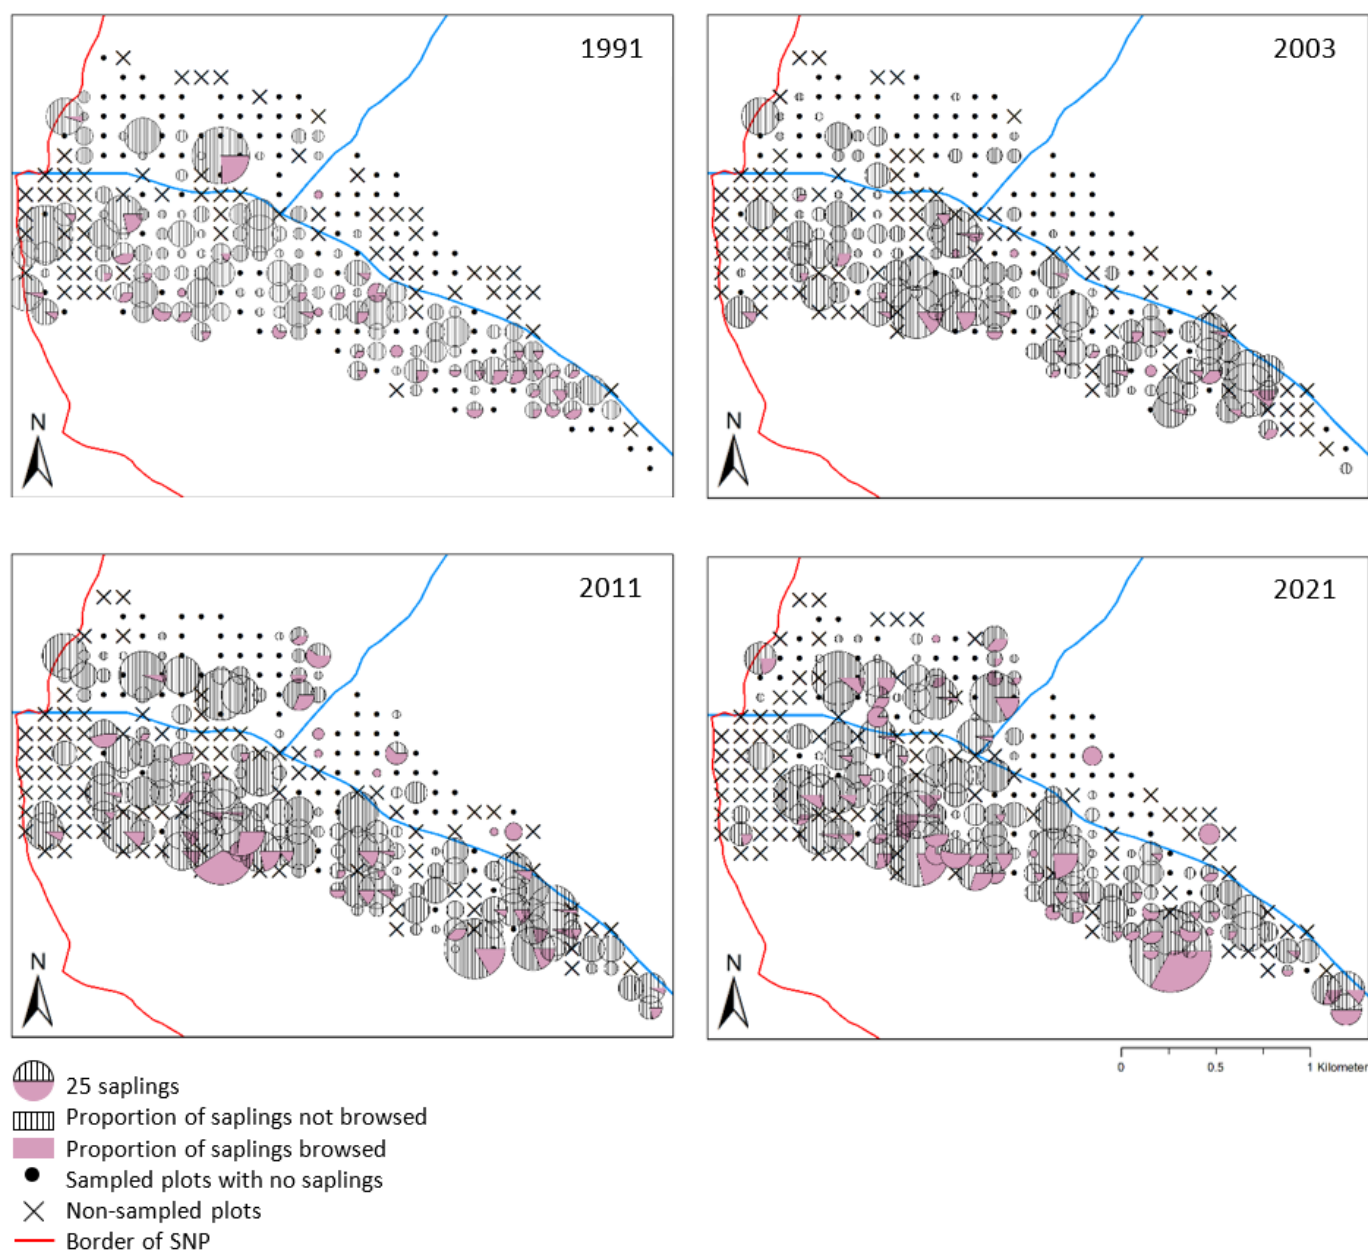 1991
2003
N
N
2011
2021
N
N
0 0.5 1 Kilometer
25 saplings
Proportion of saplings not browsed
Proportion of saplings browsed
Sampled plots with no saplings
Non-sampled plots
Border of SNP